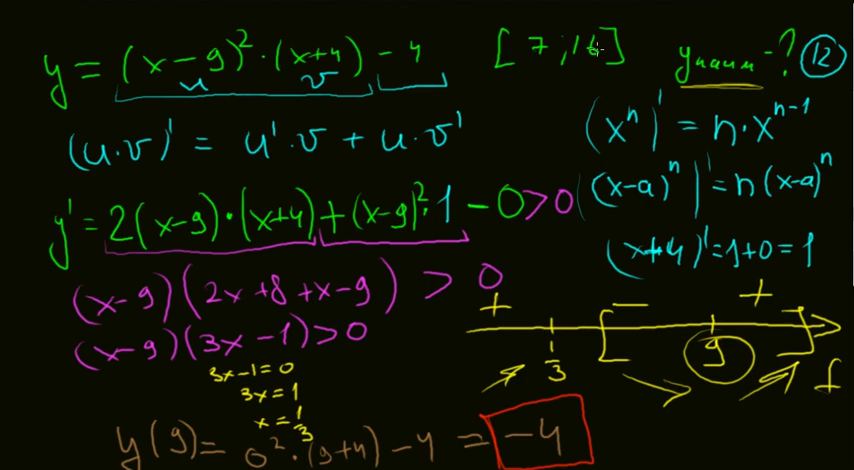 y = (x-9)²·(x+4) - 4 [7;16] yнаим - ? 12
u v
(u·v)' = u'·v + u·v'
(xⁿ)' = n·xⁿ⁻¹
((x-a)ⁿ)' = n(x-a)ⁿ
y' = 2(x-9)·(x+4) + (x-9)²·1 - 0 > 0
(x+4)' = 1+0 = 1
(x-9)(2x+8+x-9) > 0
+ - +
(x-9)(3x-1) > 0
1/3 9 f
3x-1=0
3x=1
x=1/3
y(9) = 0²·(9+4) - 4 = -4